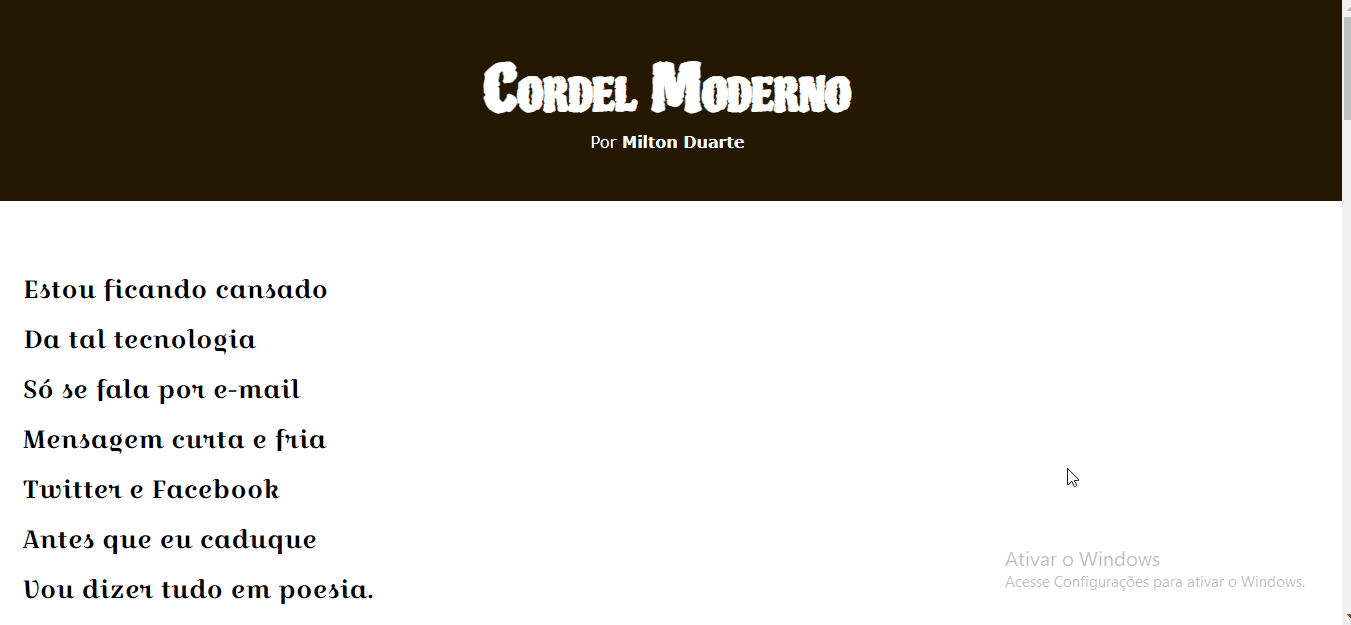 Cordel Moderno
Por Milton Duarte
Estou ficando cansado
Da tal tecnologia
Só se fala por e-mail
Mensagem curta e fria
Twitter e Facebook
Antes que eu caduque
Vou dizer tudo em poesia.
Ativar o Windows
Acesse Configurações para ativar o Windows.